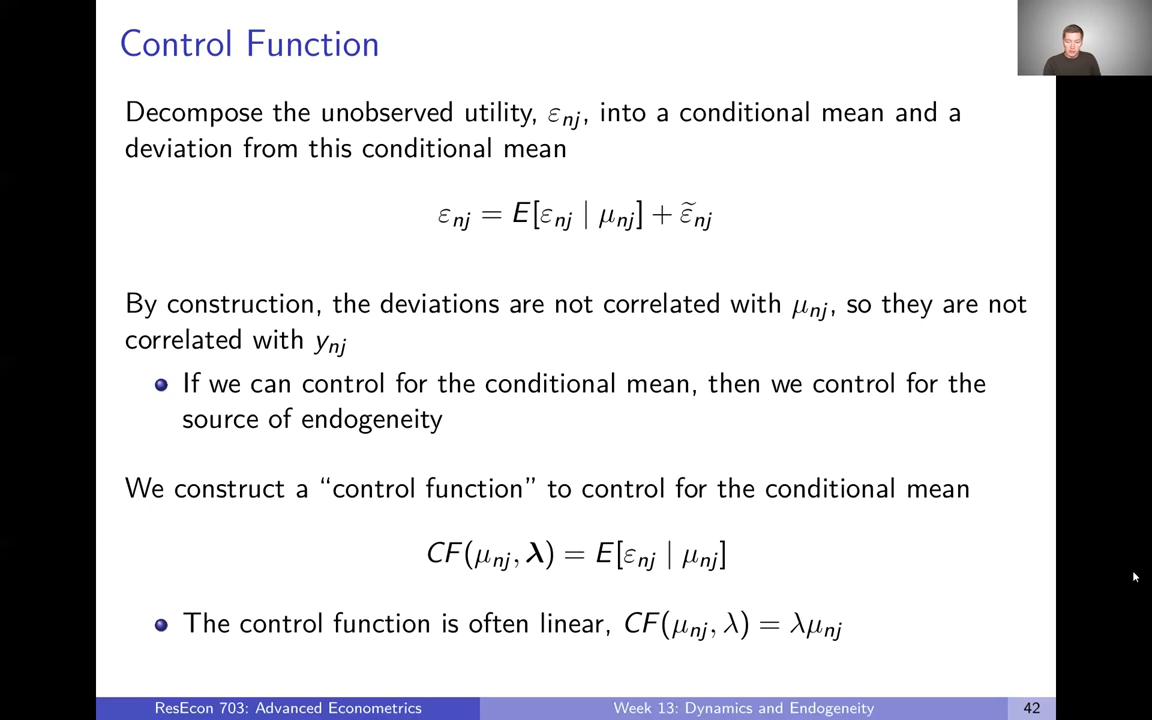 Control Function
Decompose the unobserved utility, εₙⱼ, into a conditional mean and a
deviation from this conditional mean
εₙⱼ = E[εₙⱼ | μₙⱼ] + ε̃ₙⱼ
By construction, the deviations are not correlated with μₙⱼ, so they are not
correlated with yₙⱼ
If we can control for the conditional mean, then we control for the
source of endogeneity
We construct a “control function” to control for the conditional mean
CF(μₙⱼ, λ) = E[εₙⱼ | μₙⱼ]
The control function is often linear, CF(μₙⱼ, λ) = λμₙⱼ
ResEcon 703: Advanced Econometrics
Week 13: Dynamics and Endogeneity
42